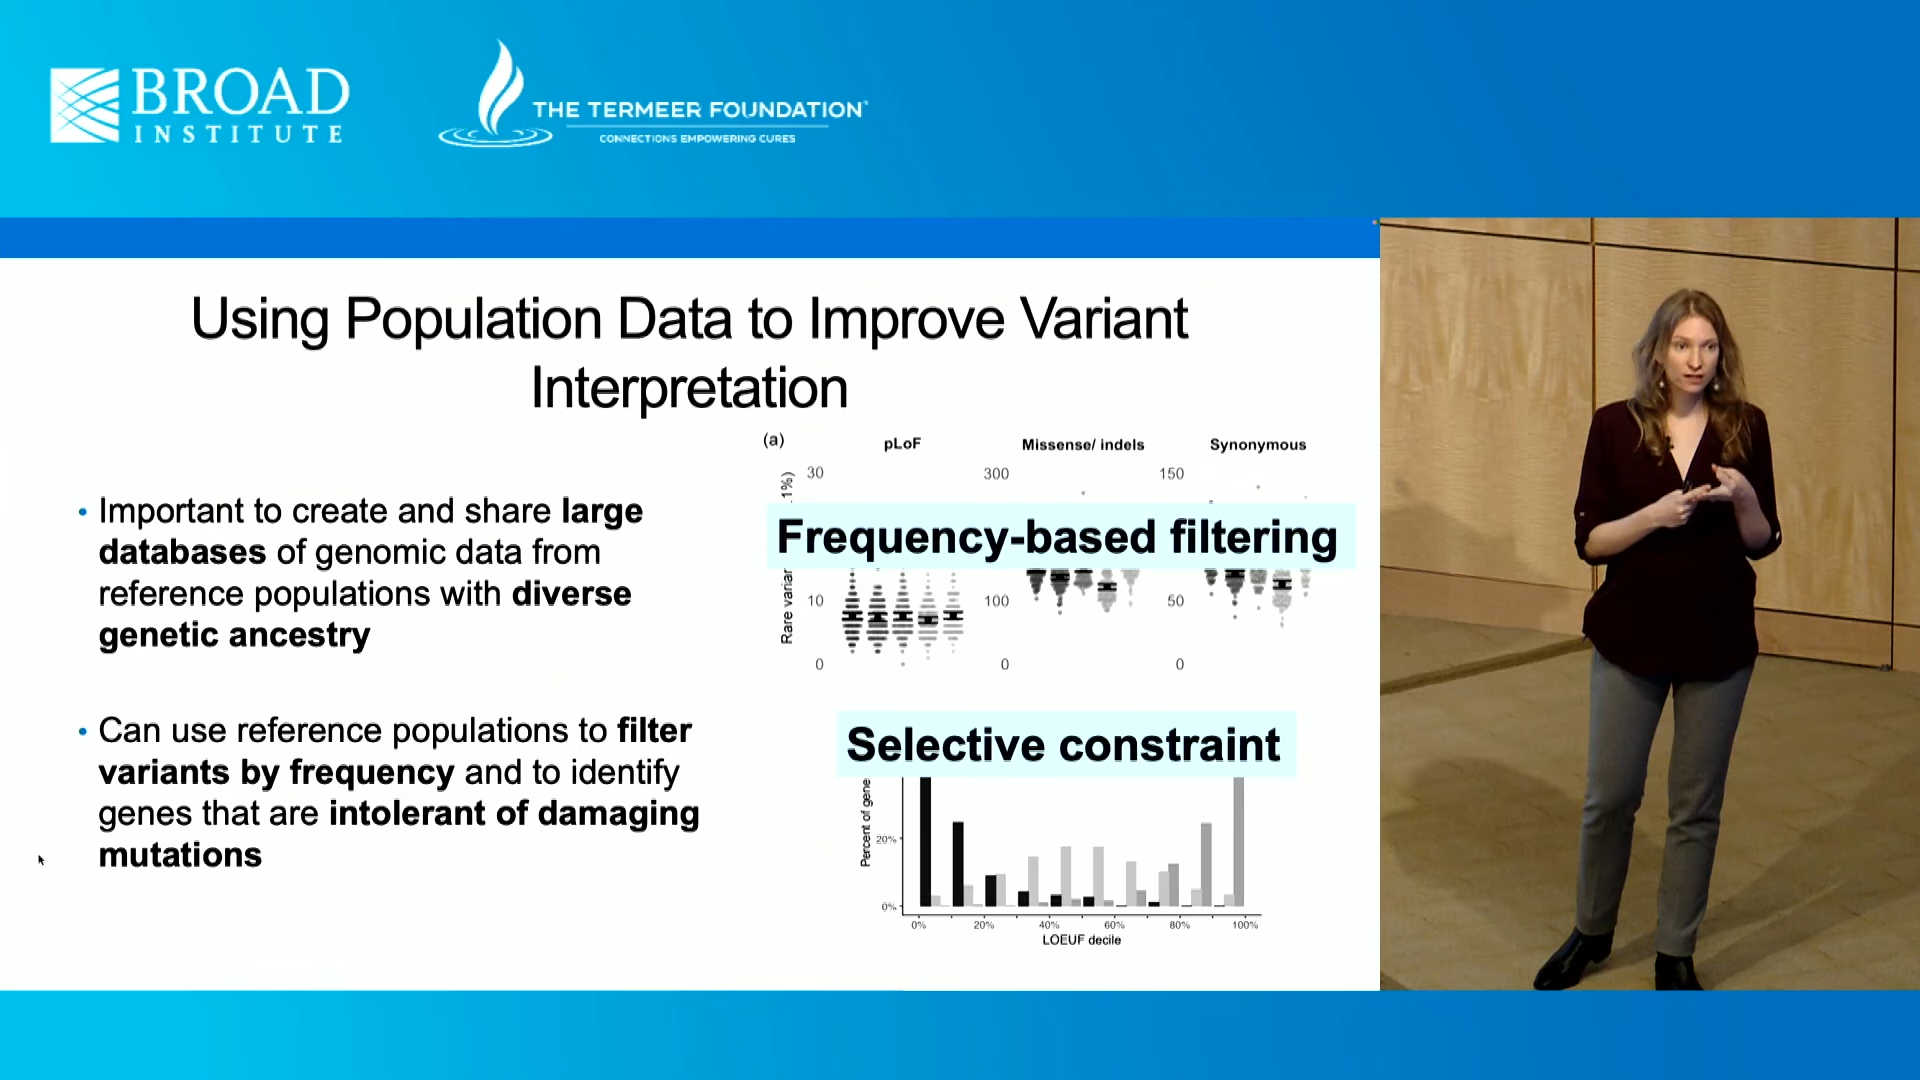 BROAD
INSTITUTE
THE TERMEER FOUNDATION
CONNECTIONS EMPOWERING CURES
Using Population Data to Improve Variant
Interpretation
• Important to create and share large
databases of genomic data from
reference populations with diverse
genetic ancestry
• Can use reference populations to filter
variants by frequency and to identify
genes that are intolerant of damaging
mutations
(a)
pLoF
Missense/ indels
Synonymous
30
300
150
Frequency-based filtering
10
100
50
0
0
0
Rare
1%)
Selective constraint
Percent of
20%
0%
0%
20%
40%
60%
80%
100%
LOEUF decile